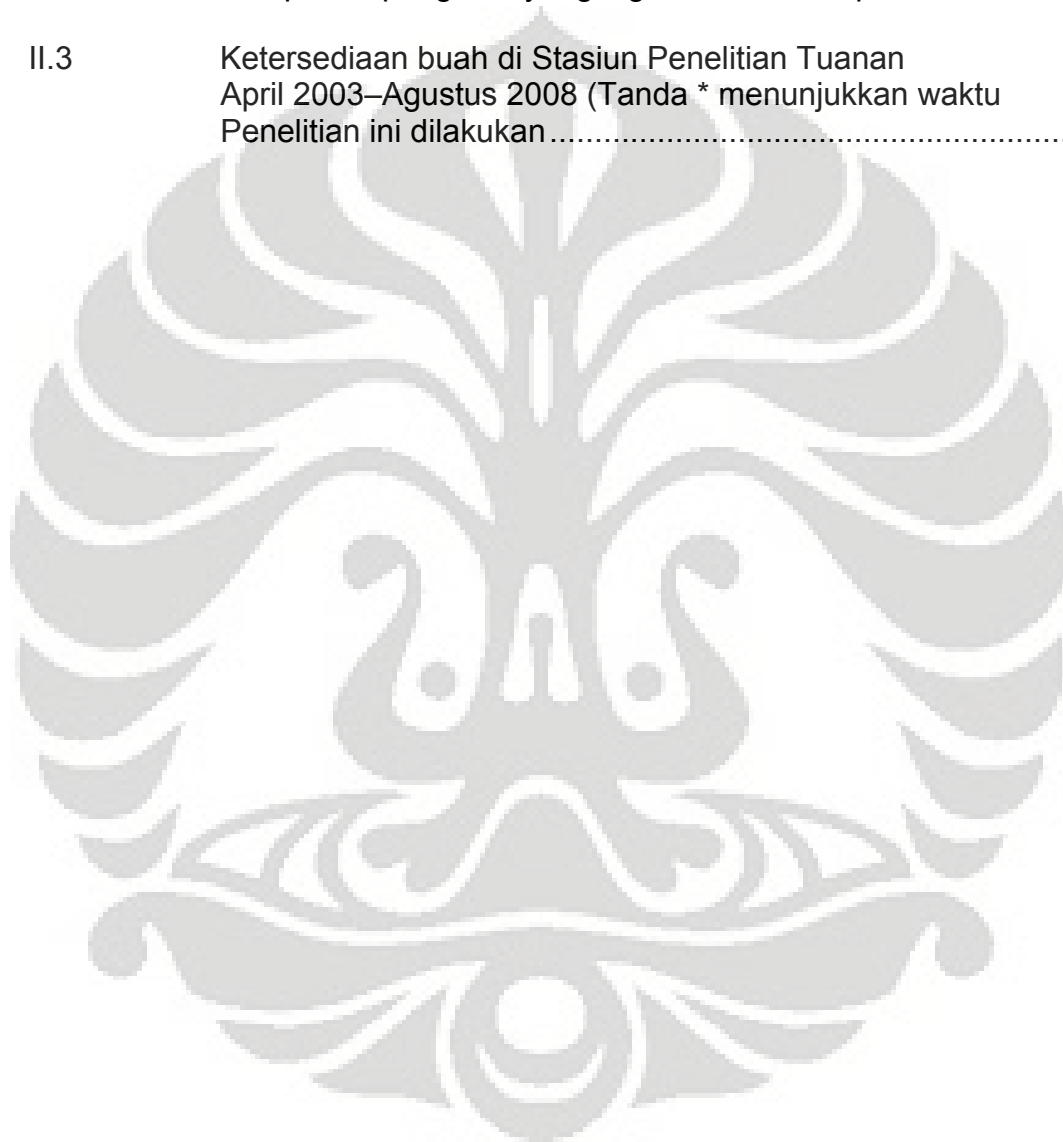 II.3 Ketersediaan buah di Stasiun Penelitian Tuanan
April 2003–Agustus 2008 (Tanda * menunjukkan waktu
Penelitian ini dilakukan............................................................